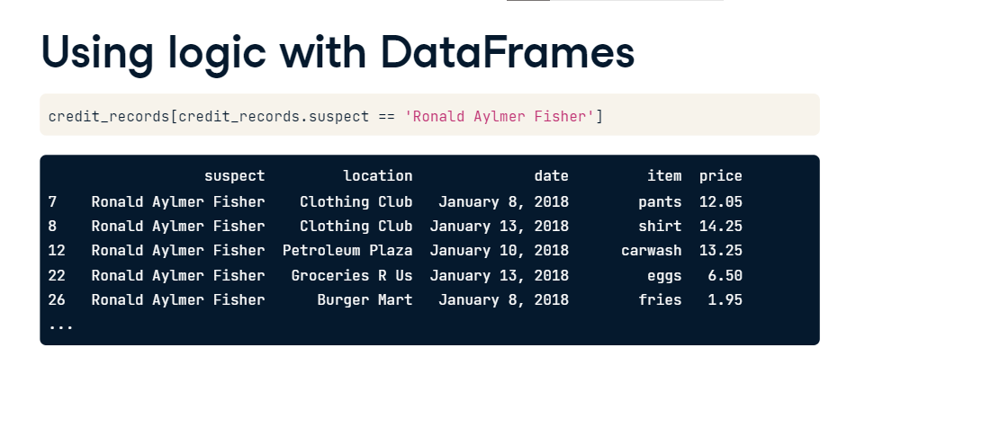 Using logic with DataFrames
credit_records[credit_records.suspect == 'Ronald Aylmer Fisher']
suspect location date item price
7 Ronald Aylmer Fisher Clothing Club January 8, 2018 pants 12.05
8 Ronald Aylmer Fisher Clothing Club January 13, 2018 shirt 14.25
12 Ronald Aylmer Fisher Petroleum Plaza January 10, 2018 carwash 13.25
22 Ronald Aylmer Fisher Groceries R Us January 13, 2018 eggs 6.50
26 Ronald Aylmer Fisher Burger Mart January 8, 2018 fries 1.95
...